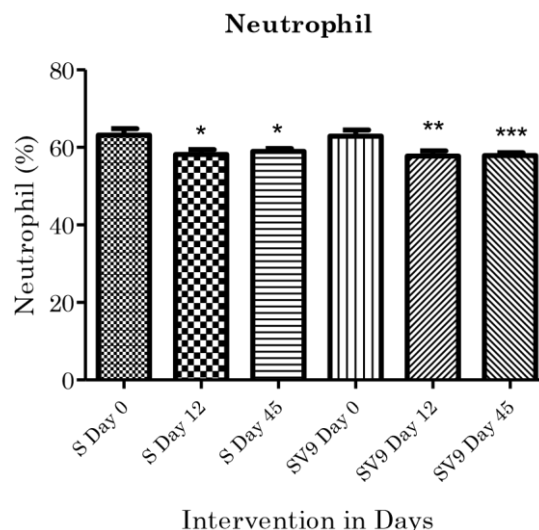 Neutrophil
80
60
40
20
0
Neutrophil (%)
*
*
**
***
S Day 0
S Day 12
S Day 45
SV9 Day 0
SV9 Day 12
SV9 Day 45
Intervention in Days